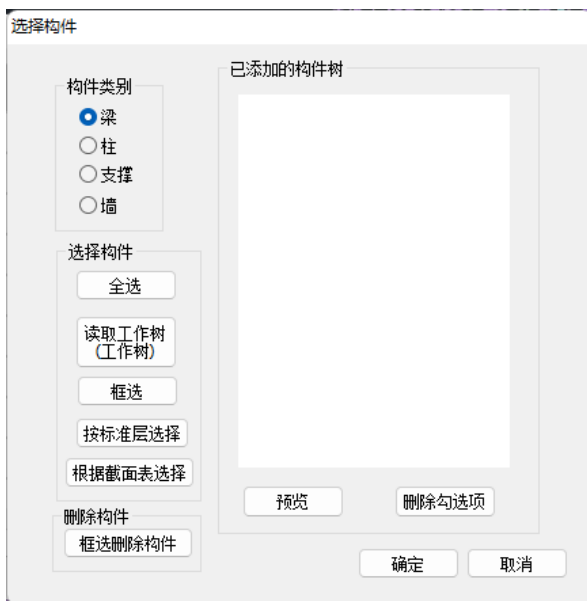 选择构件
构件类别
梁
柱
支撑
墙
选择构件
全选
读取工作树
(工作树)
框选
按标准层选择
根据截面表选择
删除构件
框选删除构件
已添加的构件树
预览
删除勾选项
确定
取消